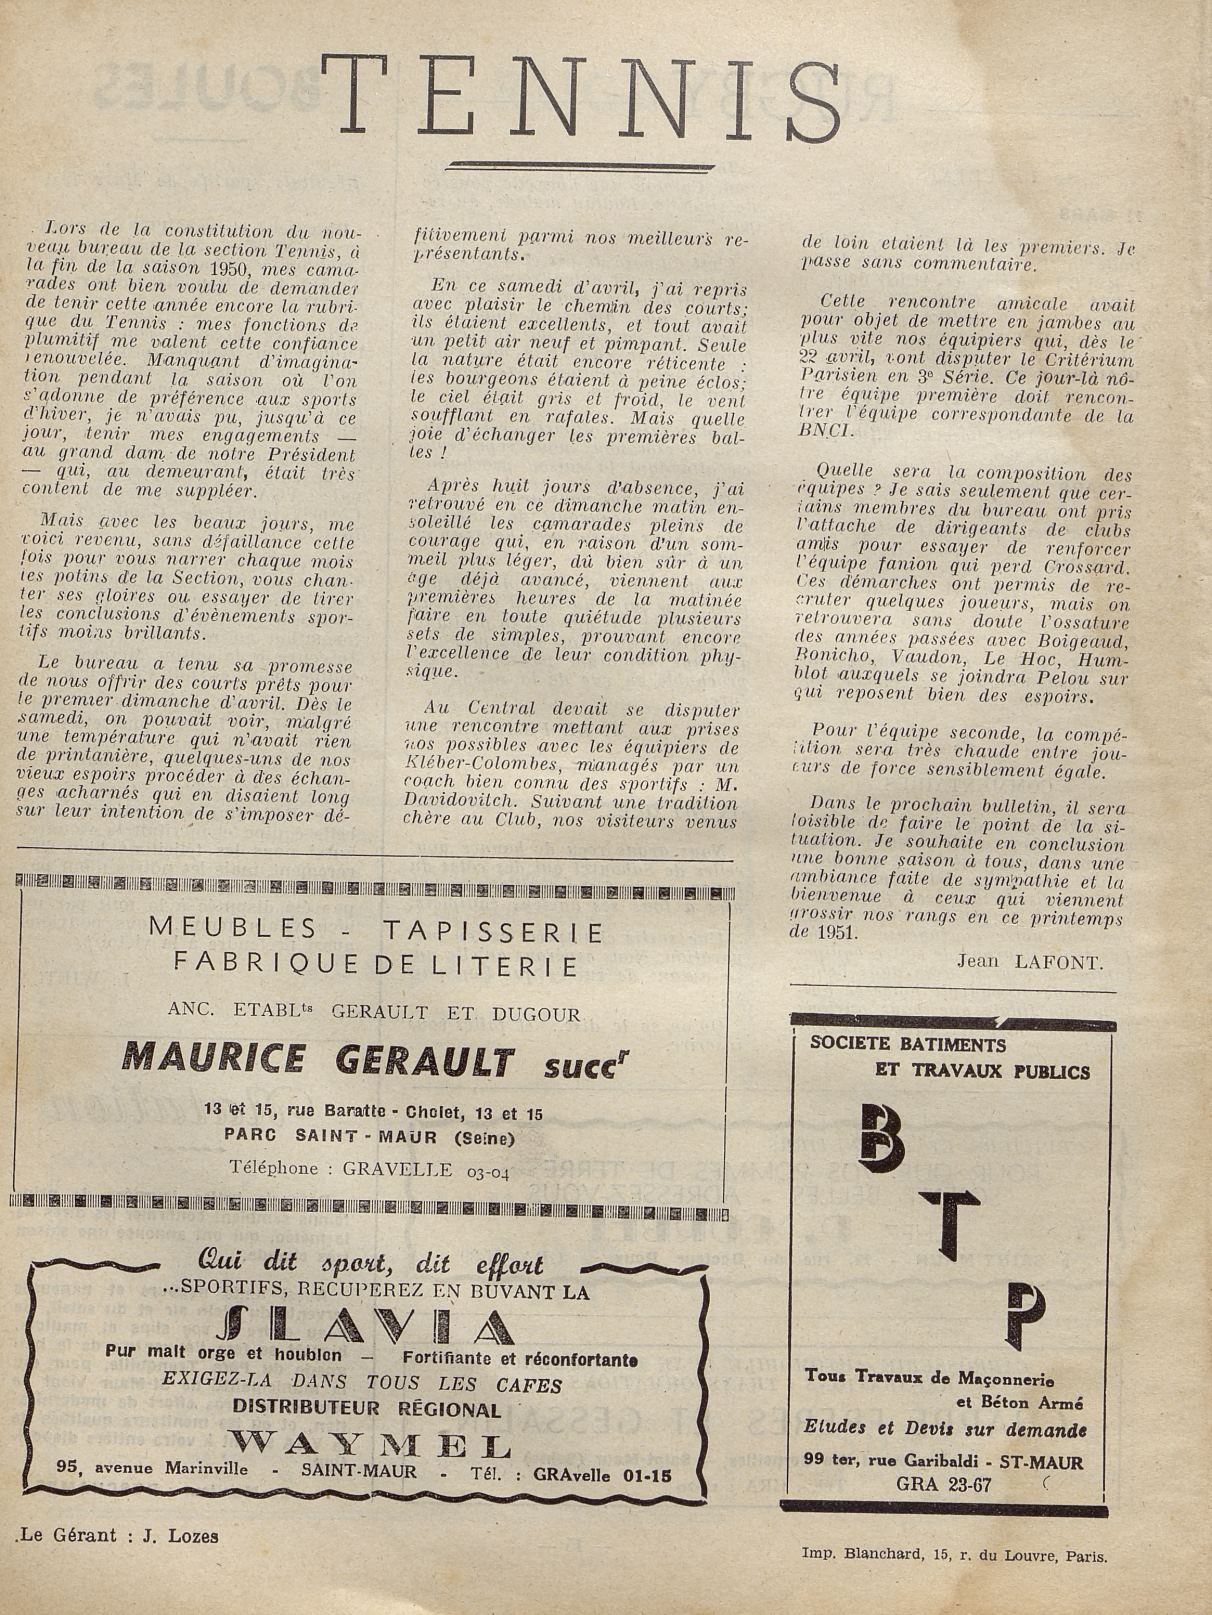 TENNIS
Lors de la constitution du nou-
veau bureau de la section Tennis, à
la fin de la saison 1950, mes cama-
rades ont bien voulu de demander
de tenir cette année encore la rubri-
que du Tennis : mes fonctions de
plumitif me valent cette confiance
renouvelée. Manquant d'imagina-
tion pendant la saison où l'on
s'adonne de préférence aux sports
d'hiver, je n'avais pu, jusqu'à ce
jour, tenir mes engagements —
au grand dam de notre Président
— qui, au demeurant, était très
content de me suppléer.
Mais avec les beaux jours, me
voici revenu, sans défaillance cette
fois pour vous narrer chaque mois
les potins de la Section, vous chan-
ter ses gloires ou essayer de tirer
les conclusions d'évènements spor-
tifs moins brillants.
Le bureau a tenu sa promesse
de nous offrir des courts prêts pour
le premier dimanche d'avril. Dès le
samedi, on pouvait voir, malgré
une température qui n'avait rien
de printanière, quelques-uns de nos
vieux espoirs procéder à des échan-
ges acharnés qui en disaient long
sur leur intention de s'imposer dé-
fitivement parmi nos meilleurs re-
présentants.
En ce samedi d'avril, j'ai repris
avec plaisir le chemin des courts;
ils étaient excellents, et tout avait
un petit air neuf et pimpant. Seule
la nature était encore réticente :
les bourgeons étaient à peine éclos;
le ciel était gris et froid, le vent
soufflant en rafales. Mais quelle
joie d'échanger les premières bal-
les !
Après huit jours d'absence, j'ai
retrouvé en ce dimanche matin en-
soleillé les camarades pleins de
courage qui, en raison d'un som-
meil plus léger, dû bien sûr à un
âge déjà avancé, viennent aux
premières heures de la matinée
faire en toute quiétude plusieurs
sets de simples, prouvant encore
l'excellence de leur condition phy-
sique.
Au Central devait se disputer
une rencontre mettant aux prises
nos possibles avec les équipiers de
Kléber-Colombes, managés par un
coach bien connu des sportifs : M.
Davidovitch. Suivant une tradition
chère au Club, nos visiteurs venus
de loin etaient là les premiers. Je
passe sans commentaire.
Cette rencontre amicale avait
pour objet de mettre en jambes au
plus vite nos équipiers qui, dès le
22 avril, vont disputer le Critérium
Parisien en 3e Série. Ce jour-là nô-
tre équipe première doit rencon-
trer l'équipe correspondante de la
BNCI.
Quelle sera la composition des
équipes ? Je sais seulement que cer-
tains membres du bureau ont pris
l'attache de dirigeants de clubs
amis pour essayer de renforcer
l'équipe fanion qui perd Crossard.
Ces démarches ont permis de re-
cruter quelques joueurs, mais on
retrouvera sans doute l'ossature
des années passées avec Boigeaud,
Bonicho, Vaudon, Le Hoc, Hum-
blot auxquels se joindra Pelou sur
qui reposent bien des espoirs.
Pour l'équipe seconde, la compé-
tition sera très chaude entre jou-
eurs de force sensiblement égale.
Dans le prochain bulletin, il sera
loisible de faire le point de la si-
tuation. Je souhaite en conclusion
une bonne saison à tous, dans une
ambiance faite de sympathie et la
bienvenue à ceux qui viennent
grossir nos rangs en ce printemps
de 1951.
Jean LAFONT.
MEUBLES - TAPISSERIE
FABRIQUE DE LITERIE
ANC. ETABLts GERAULT ET DUGOUR
MAURICE GERAULT succr
13 et 15, rue Baratte - Cholet, 13 et 15
PARC SAINT-MAUR (Seine)
Téléphone : GRAVELLE 03-04
Qui dit sport, dit effort
...SPORTIFS, RECUPEREZ EN BUVANT LA
SLAVIA
Pur malt orge et houblon — Fortifiante et réconfortante
EXIGEZ-LA DANS TOUS LES CAFES
DISTRIBUTEUR RÉGIONAL
WAYMEL
95, avenue Marinville - SAINT-MAUR - Tél. : GRAvelle 01-15
SOCIETE BATIMENTS
ET TRAVAUX PUBLICS
B
T
P
Tous Travaux de Maçonnerie
et Béton Armé
Etudes et Devis sur demande
99 ter, rue Garibaldi - ST-MAUR
GRA 23-67
Le Gérant : J. Lozes
Imp. Blanchard, 15, r. du Louvre, Paris.